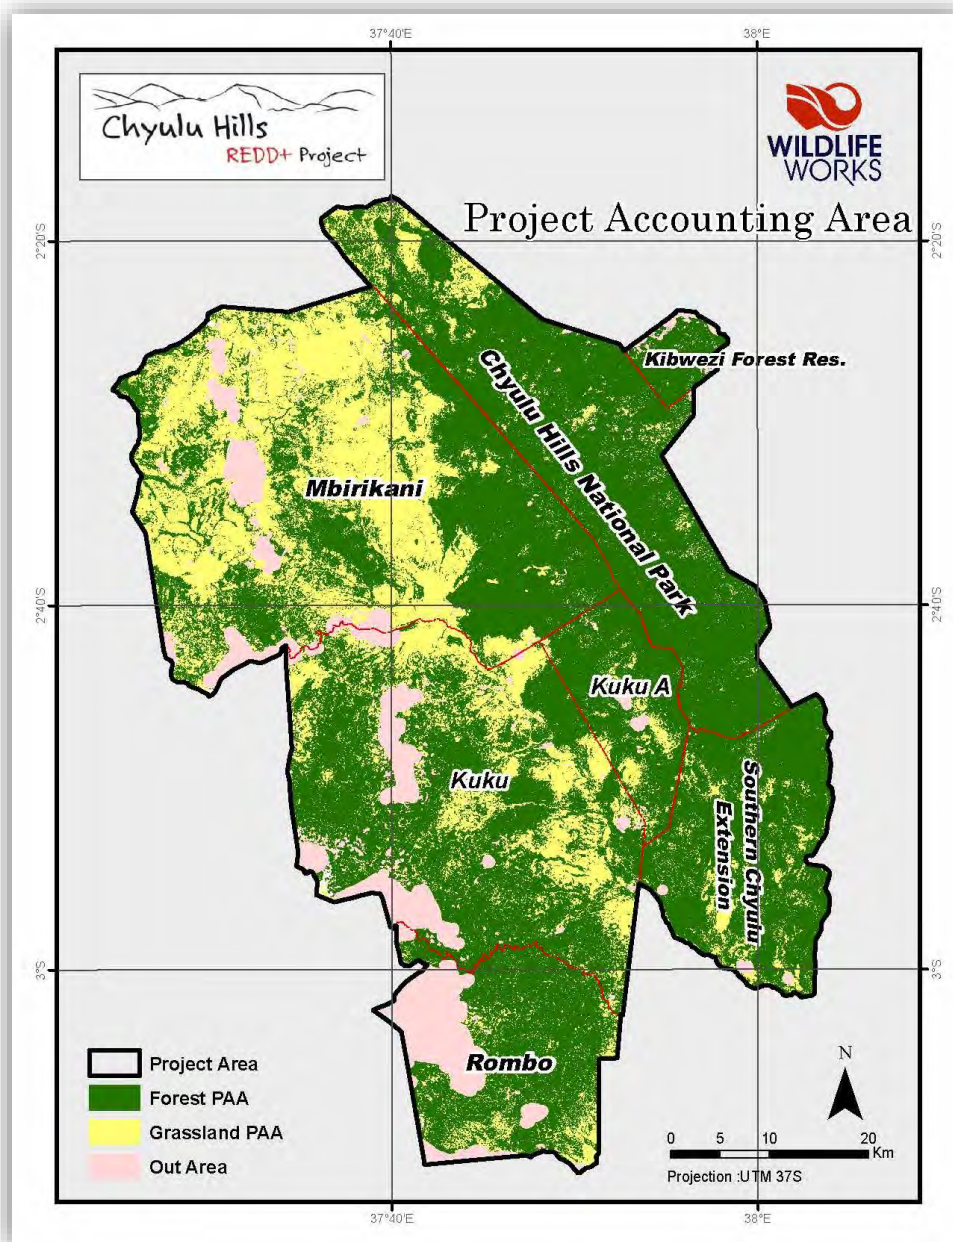 37°40'E
38°E
Chyulu Hills
REDD+ Project
WILDLIFE
WORKS
Project Accounting Area
2°20'S
2°20'S
Kibwezi Forest Res.
Chyulu Hills National Park
Mbirikani
2°40'S
2°40'S
Kuku A
Kuku
Southern Chyulu
Extension
3°S
3°S
Rombo
Project Area
Forest PAA
Grassland PAA
Out Area
N
0 5 10 20
Km
Projection :UTM 37S
37°40'E
38°E